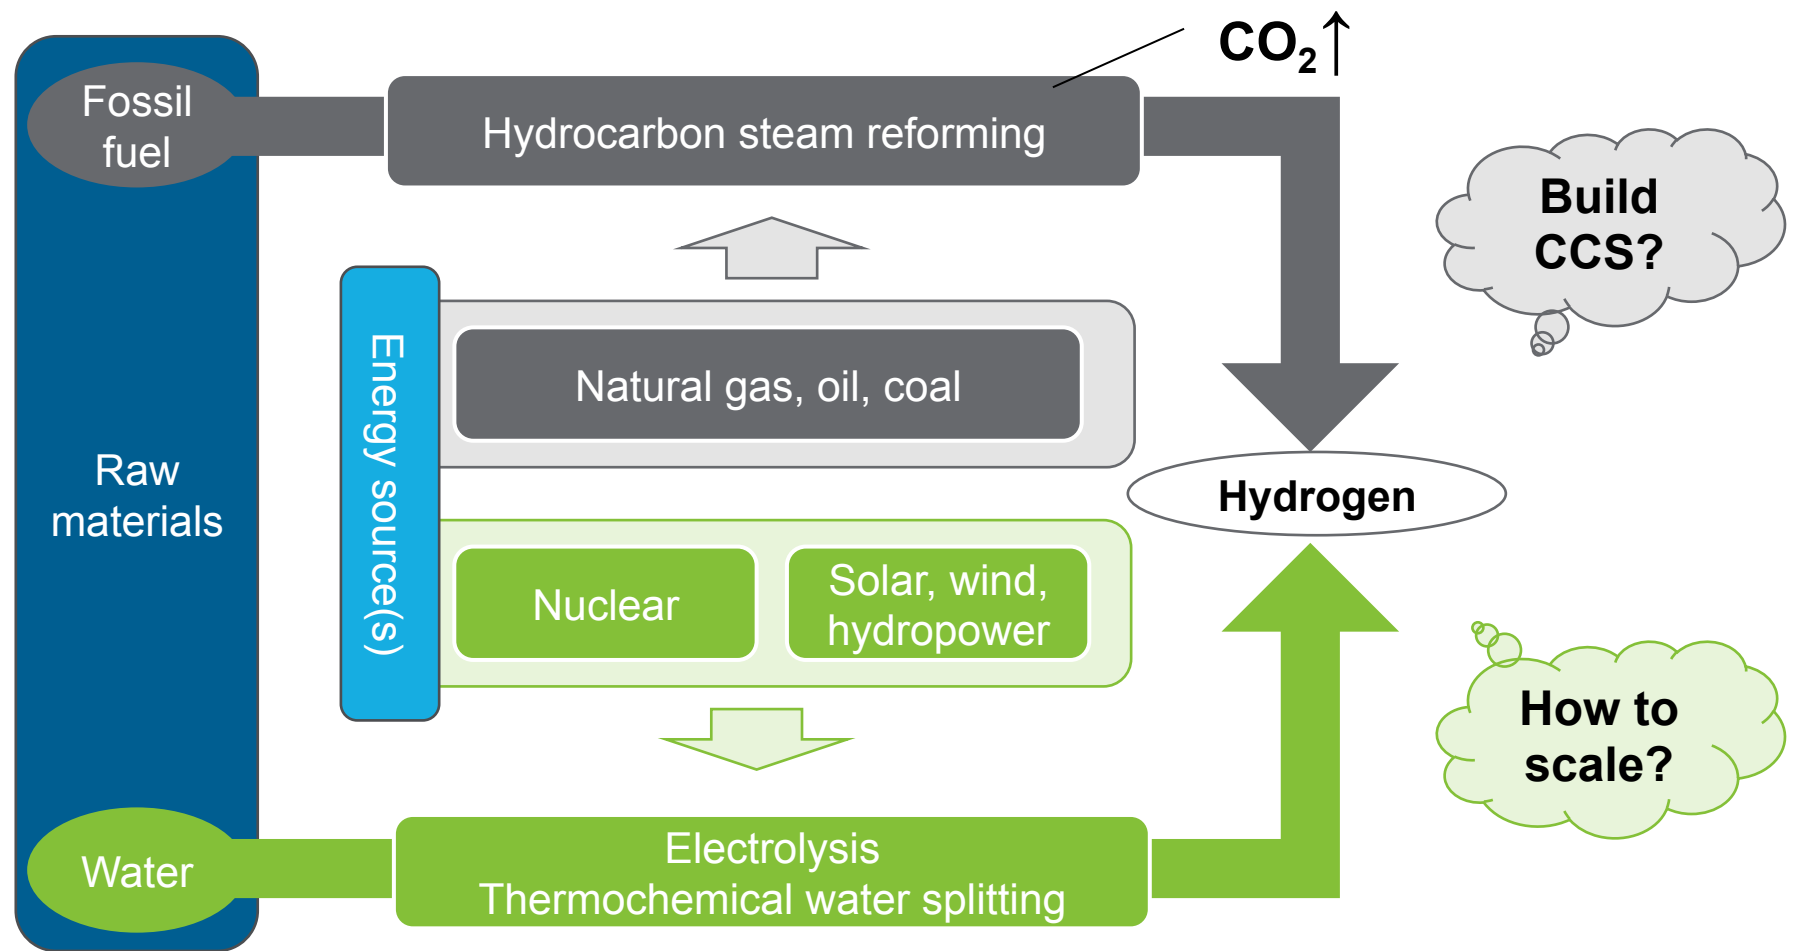 CO₂↑
Fossil
fuel
Hydrocarbon steam reforming
Build
CCS?
Energy source(s)
Natural gas, oil, coal
Raw
materials
Hydrogen
Nuclear
Solar, wind,
hydropower
How to
scale?
Water
Electrolysis
Thermochemical water splitting